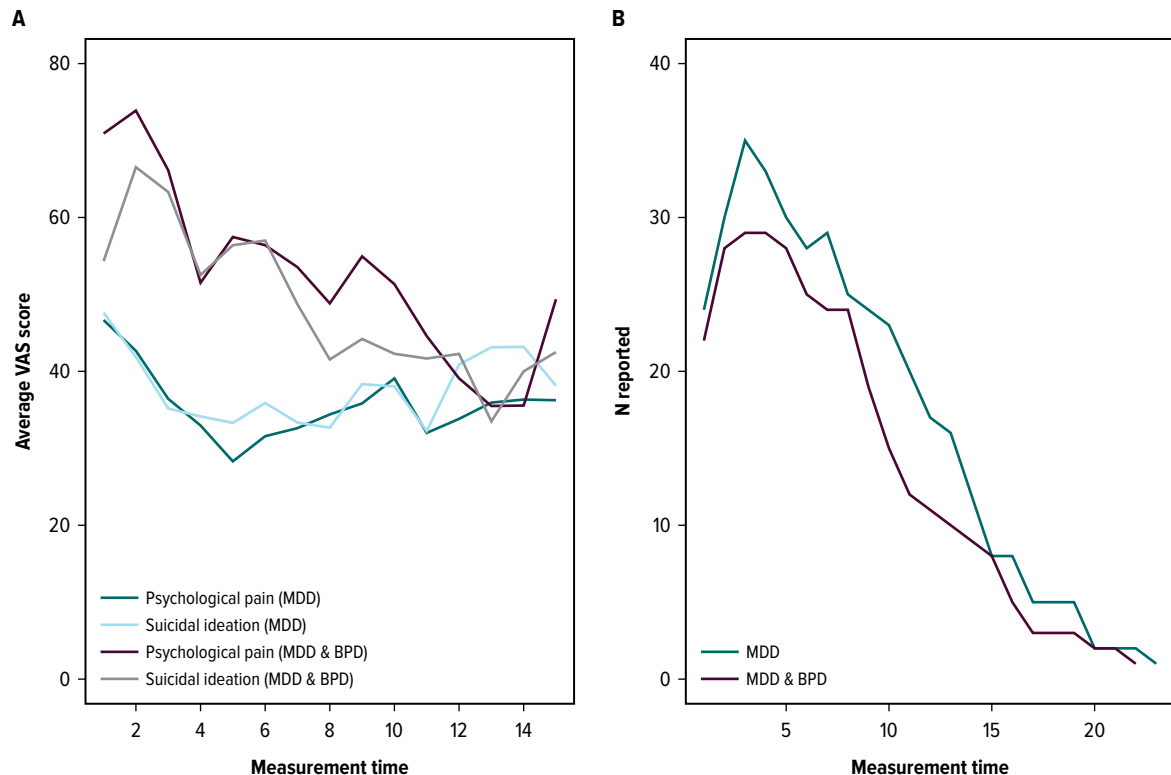 A
80
60
40
20
0
Average VAS score
Psychological pain (MDD)
Suicidal ideation (MDD)
Psychological pain (MDD & BPD)
Suicidal ideation (MDD & BPD)
2 4 6 8 10 12 14
Measurement time
B
40
30
20
10
0
N reported
MDD
MDD & BPD
5 10 15 20
Measurement time